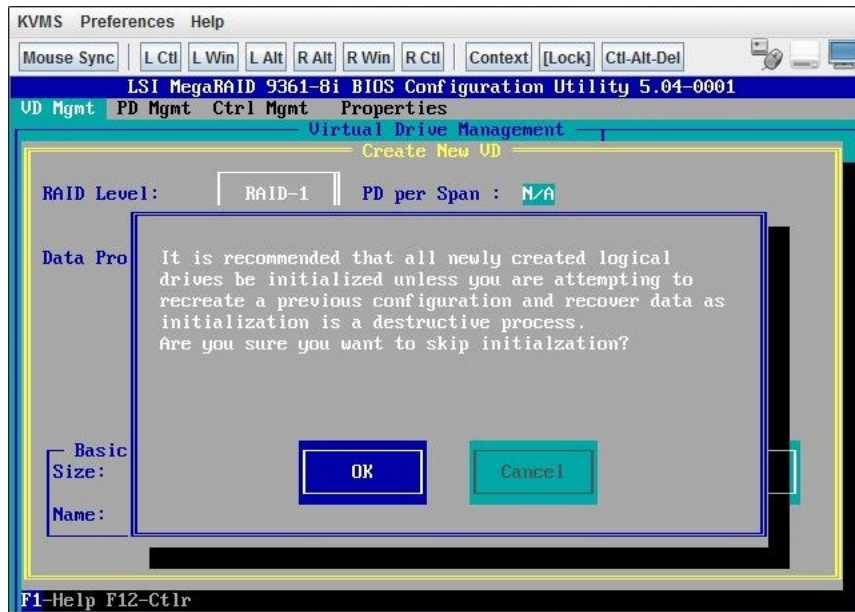 KVMS Preferences Help
Mouse Sync L Ctl L Win L Alt R Alt R Win R Ctl Context [Lock] Ctl-Alt-Del
LSI MegaRAID 9361-8i BIOS Configuration Utility 5.04-0001
VD Mgmt PD Mgmt Ctrl Mgmt Properties
Virtual Drive Management
Create New VD
RAID Level: RAID-1 PD per Span : N/A
Data Pro
It is recommended that all newly created logical
drives be initialized unless you are attempting to
recreate a previous configuration and recover data as
initialization is a destructive process.
Are you sure you want to skip initialzation?
Basic
Size:
Name:
OK Cancel
F1-Help F12-Ctlr